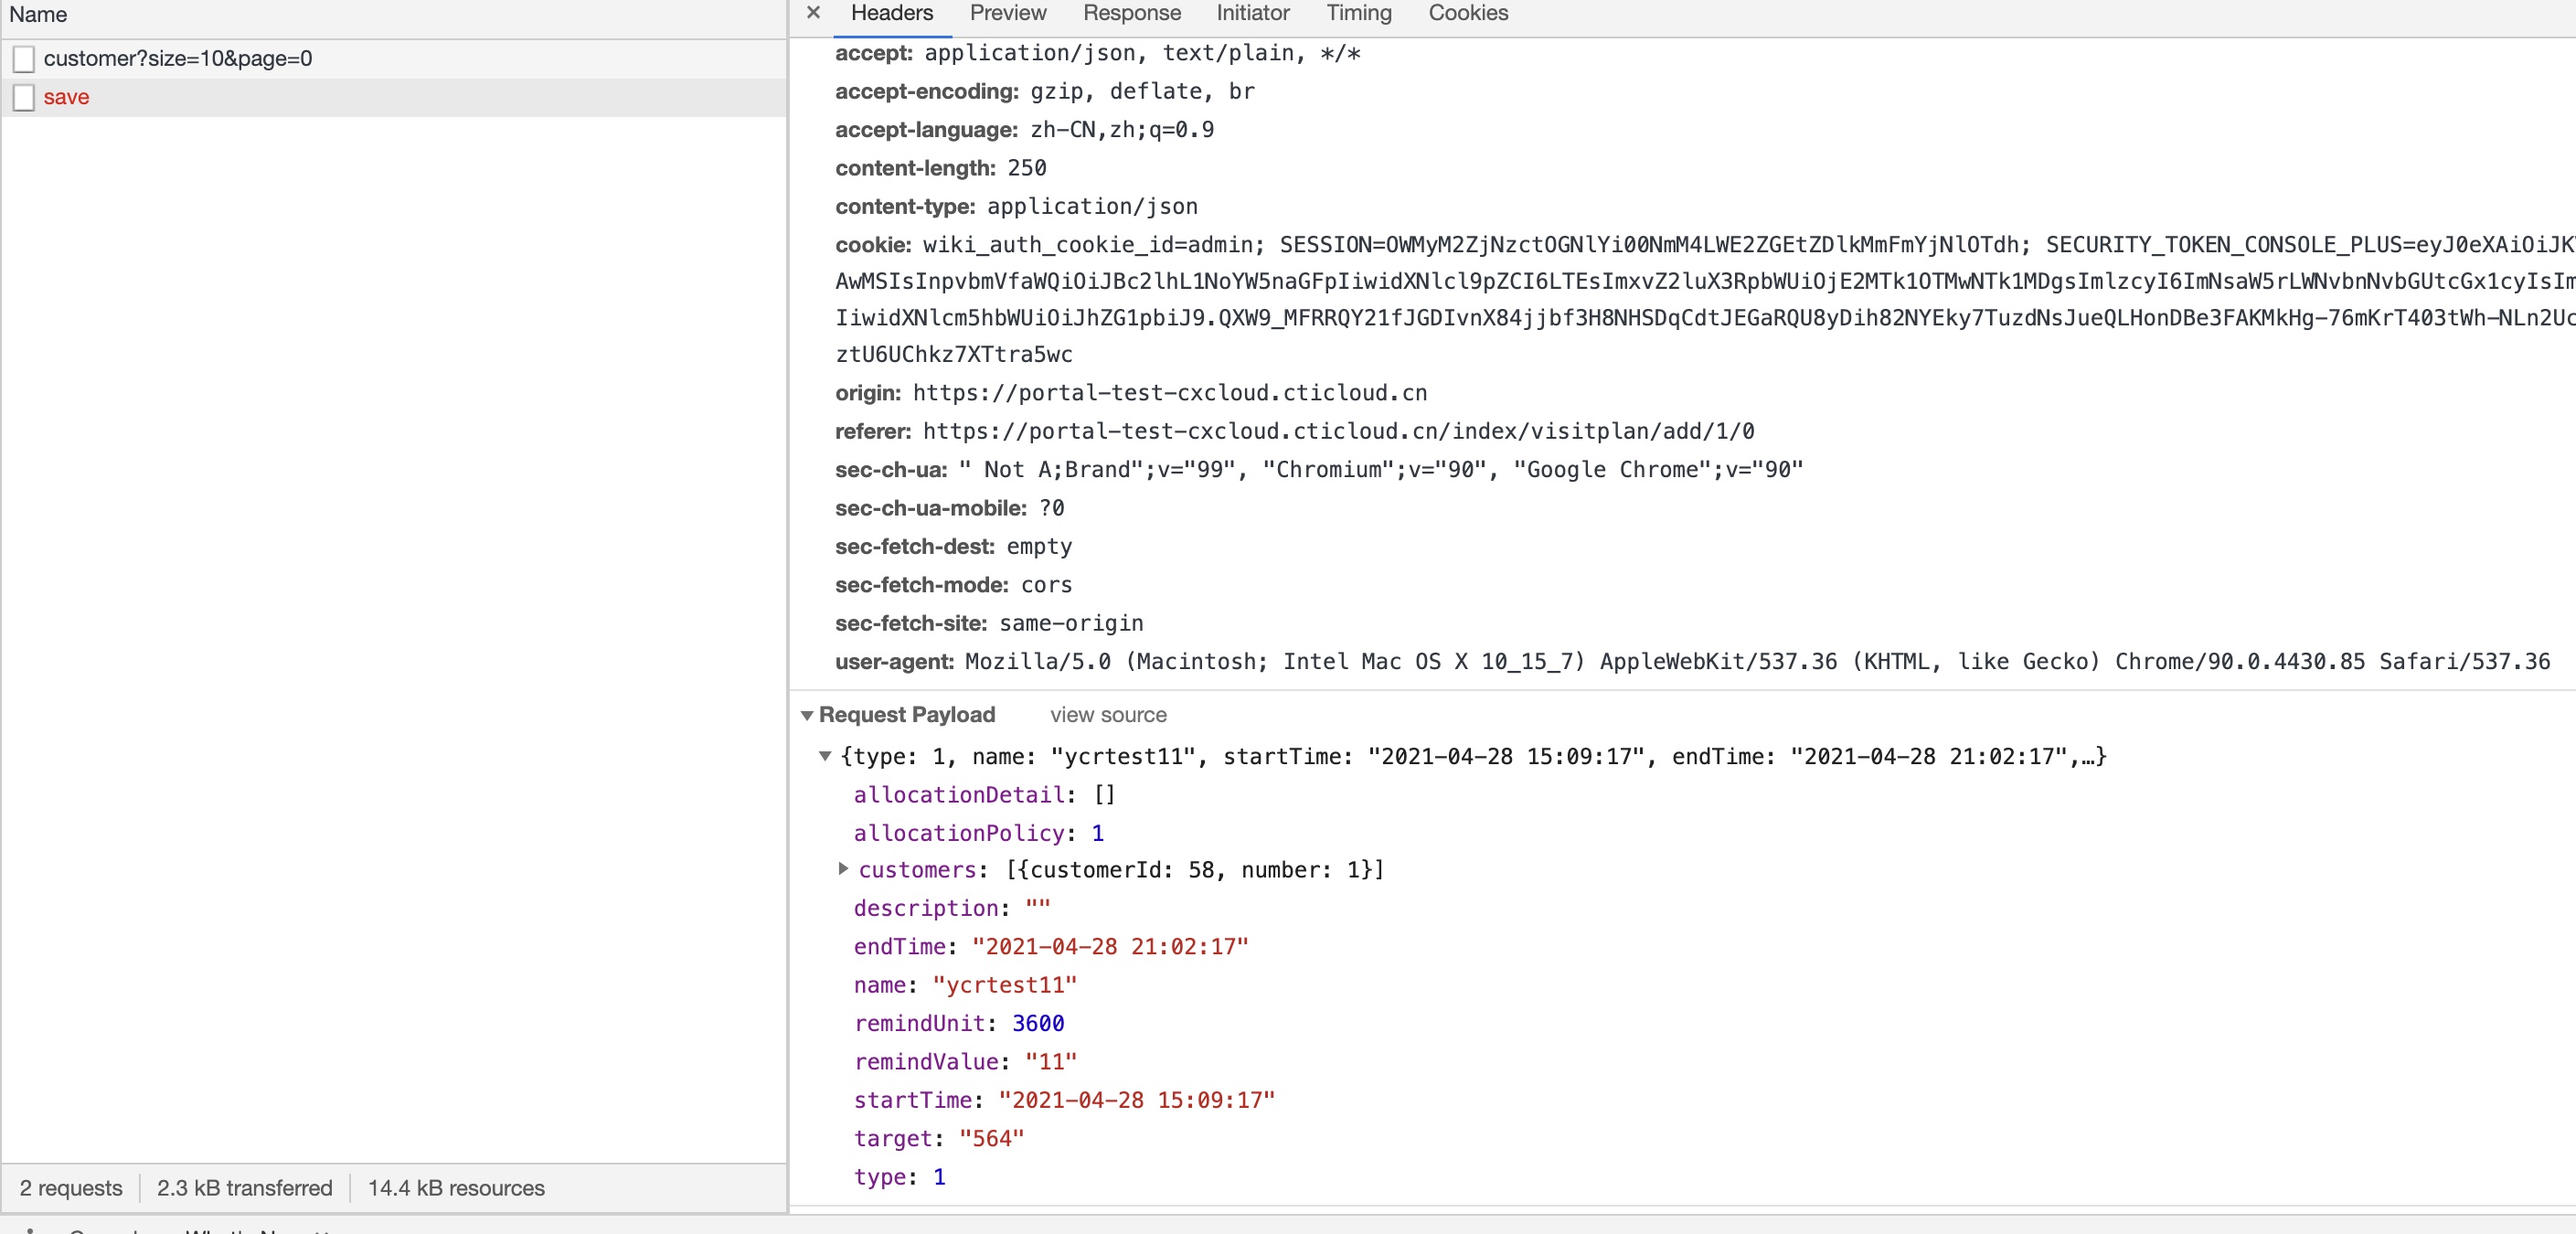 Name
customer?size=10&page=0
save
2 requests 2.3 kB transferred 14.4 kB resources
× Headers Preview Response Initiator Timing Cookies
accept: application/json, text/plain, */*
accept-encoding: gzip, deflate, br
accept-language: zh-CN,zh;q=0.9
content-length: 250
content-type: application/json
cookie: wiki_auth_cookie_id=admin; SESSION=OWMyM2ZjNzctOGNlYi00NmM4LWE2ZGEtZDlkMmFmYjNlOTdh; SECURITY_TOKEN_CONSOLE_PLUS=eyJ0eXAiOiJK
AwMSIsInpvbmVfaWQiOiJBc2lhL1NoYW5naGFpIiwidXNlcl9pZCI6LTEsImxvZ2luX3RpbWUiOjE2MTk1OTMwNTk1MDgsImlzcyI6ImNsaW5rLWNvbnNvbGUtcGx1cyIsIm
IiwidXNlcm5hbWUiOiJhZG1pbiJ9.QXW9_MFRRQY21fJGDIvnX84jjbf3H8NHSDqCdtJEGaRQU8yDih82NYEky7TuzdNsJueQLHonDBe3FAKMkHg-76mKrT403tWh-NLn2Uc
ztU6UChkz7XTtra5wc
origin: https://portal-test-cxcloud.cticloud.cn
referer: https://portal-test-cxcloud.cticloud.cn/index/visitplan/add/1/0
sec-ch-ua: " Not A;Brand";v="99", "Chromium";v="90", "Google Chrome";v="90"
sec-ch-ua-mobile: ?0
sec-fetch-dest: empty
sec-fetch-mode: cors
sec-fetch-site: same-origin
user-agent: Mozilla/5.0 (Macintosh; Intel Mac OS X 10_15_7) AppleWebKit/537.36 (KHTML, like Gecko) Chrome/90.0.4430.85 Safari/537.36
Request Payload view source
{type: 1, name: "ycrtest11", startTime: "2021-04-28 15:09:17", endTime: "2021-04-28 21:02:17",…}
allocationDetail: []
allocationPolicy: 1
customers: [{customerId: 58, number: 1}]
description: ""
endTime: "2021-04-28 21:02:17"
name: "ycrtest11"
remindUnit: 3600
remindValue: "11"
startTime: "2021-04-28 15:09:17"
target: "564"
type: 1